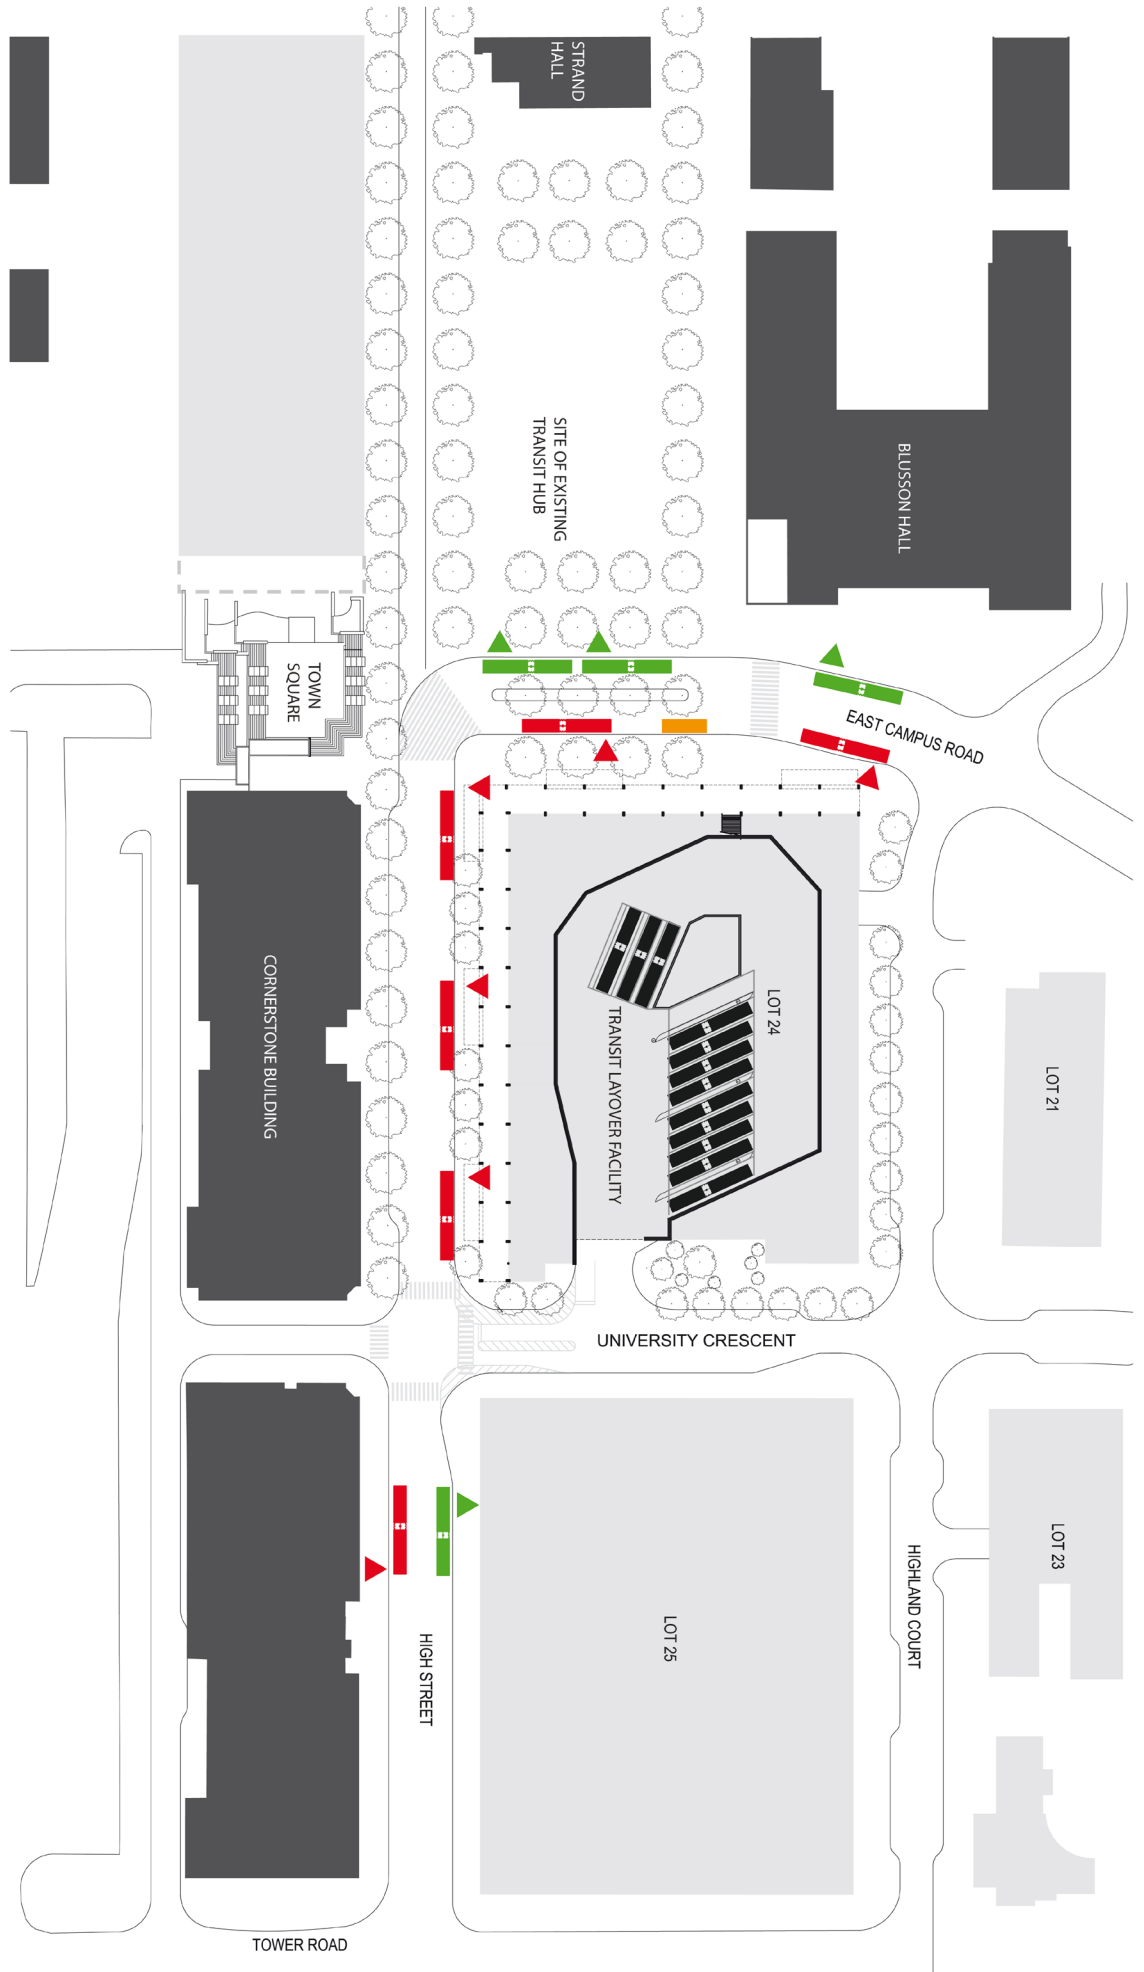 STRAND
HALL
SITE OF EXISTING
TRANSIT HUB
BLUSSON HALL
TOWN
SQUARE
EAST CAMPUS ROAD
CORNERSTONE BUILDING
LOT 24
TRANSIT LAYOVER FACILITY
LOT 21
UNIVERSITY CRESCENT
HIGHLAND COURT
LOT 23
LOT 25
HIGH STREET
TOWER ROAD